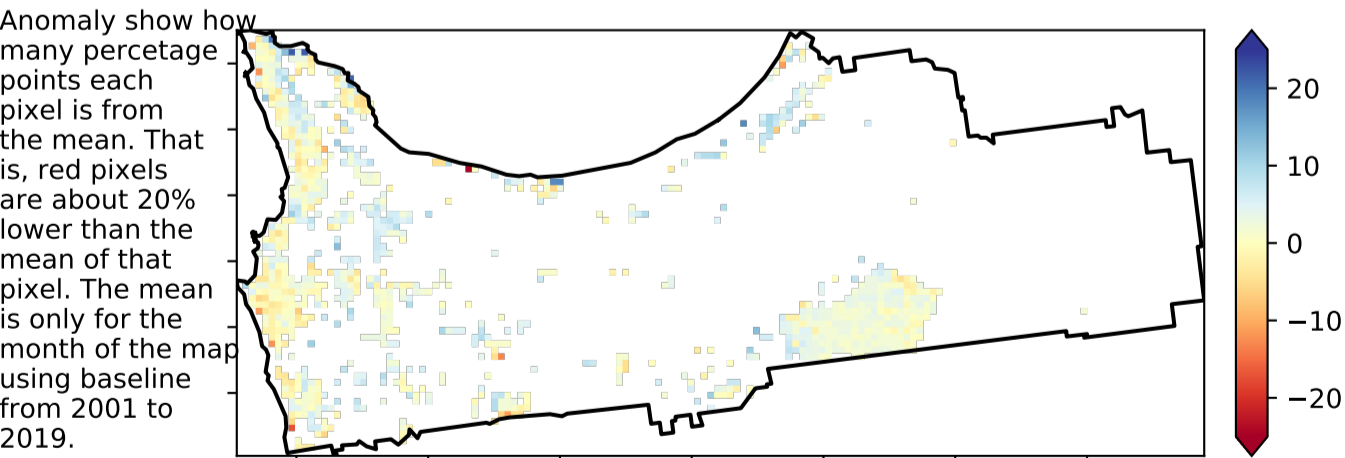 Anomaly show how
many percetage
points each
pixel is from
the mean. That
is, red pixels
are about 20%
lower than the
mean of that
pixel. The mean
is only for the
month of the map
using baseline
from 2001 to
2019.
20
10
0
−10
−20